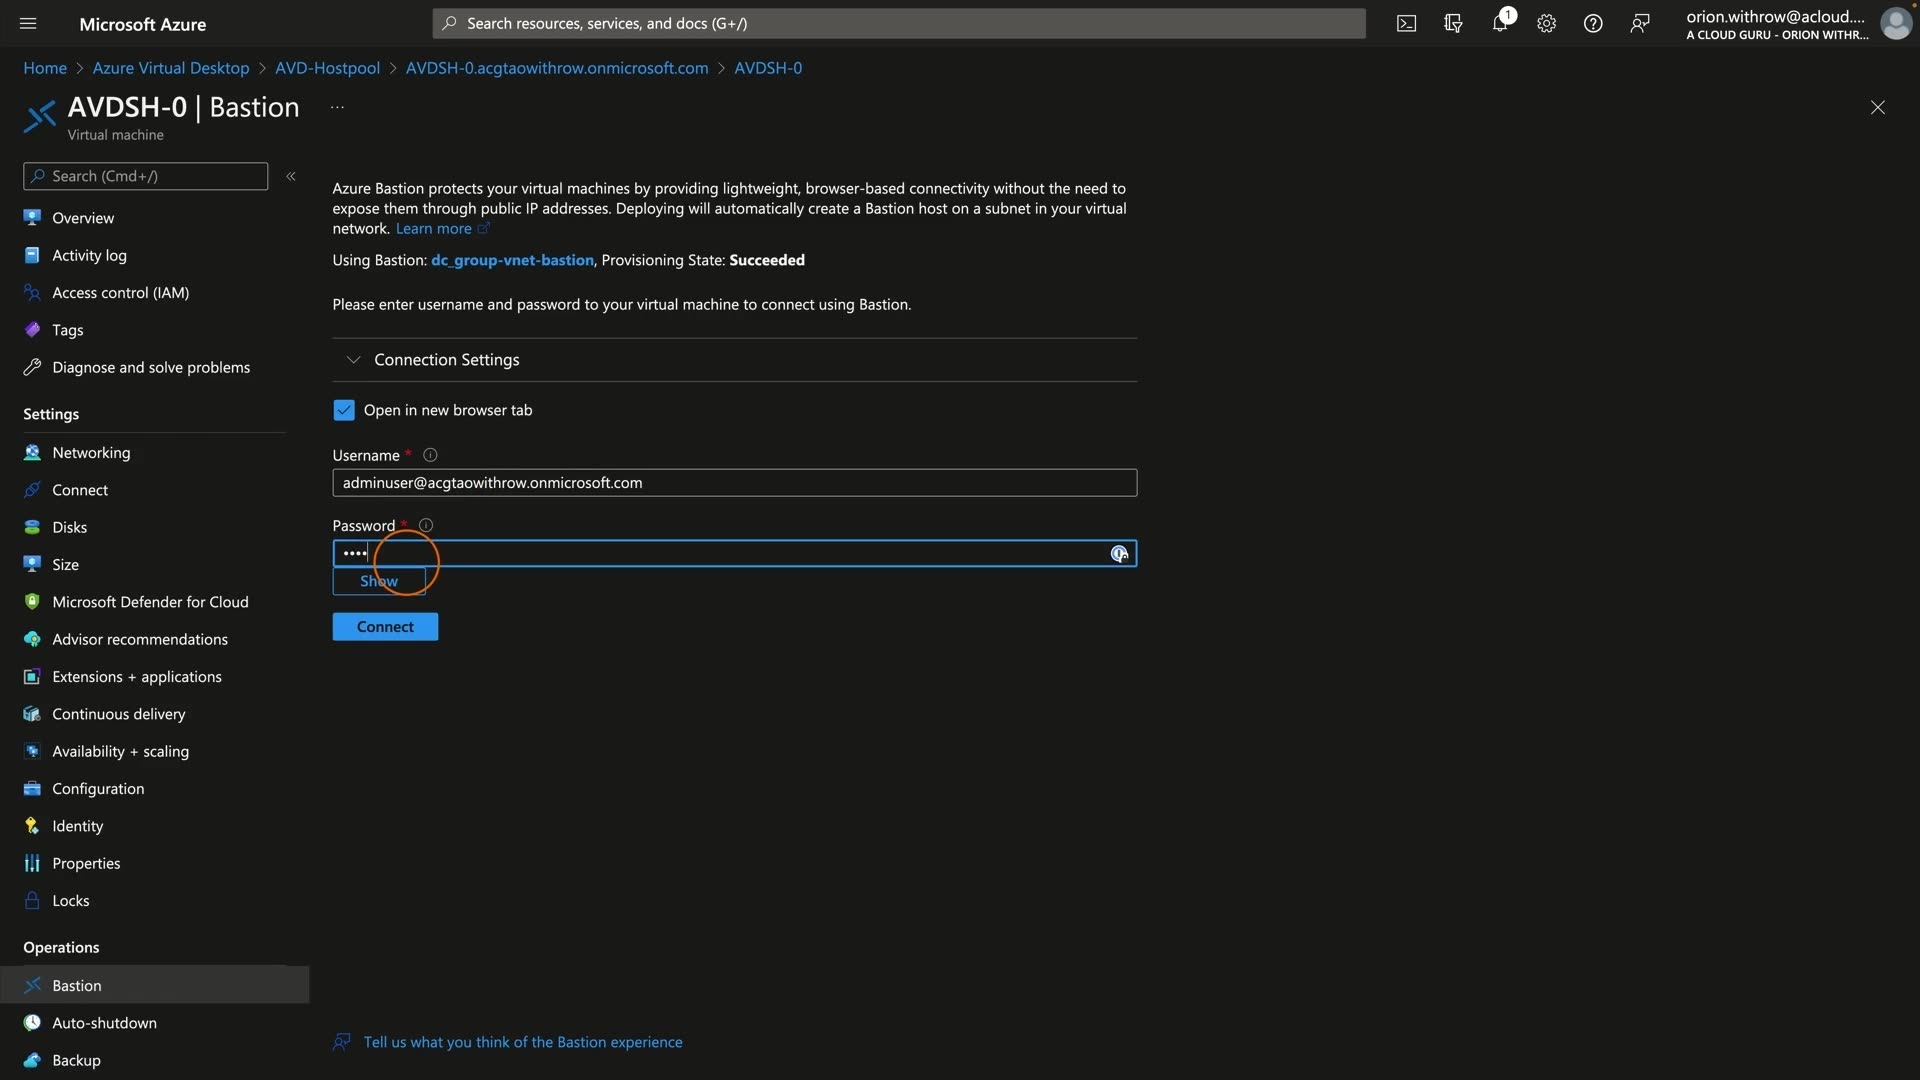 Microsoft Azure
Search resources, services, and docs (G+/)
1
orion.withrow@acloud....
A CLOUD GURU - ORION WITHR...
Home > Azure Virtual Desktop > AVD-Hostpool > AVDSH-0.acgtaowithrow.onmicrosoft.com > AVDSH-0
AVDSH-0 | Bastion ...
Virtual machine
Search (Cmd+/) «
Overview
Activity log
Access control (IAM)
Tags
Diagnose and solve problems
Settings
Networking
Connect
Disks
Size
Microsoft Defender for Cloud
Advisor recommendations
Extensions + applications
Continuous delivery
Availability + scaling
Configuration
Identity
Properties
Locks
Operations
Bastion
Auto-shutdown
Backup
Azure Bastion protects your virtual machines by providing lightweight, browser-based connectivity without the need to
expose them through public IP addresses. Deploying will automatically create a Bastion host on a subnet in your virtual
network. Learn more
Using Bastion: dc_group-vnet-bastion, Provisioning State: Succeeded
Please enter username and password to your virtual machine to connect using Bastion.
Connection Settings
Open in new browser tab
Username *
adminuser@acgtaowithrow.onmicrosoft.com
Password *
••••
Show
Connect
Tell us what you think of the Bastion experience